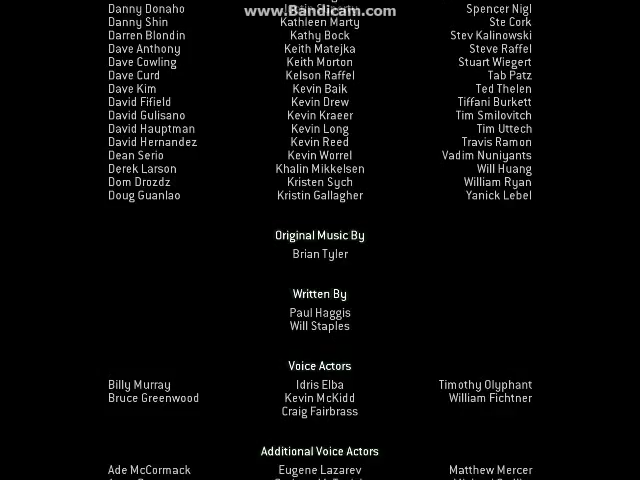 www.Bandicam.com
Danny Donaho Spencer Nigl
Danny Shin Kathleen Marty Ste Cork
Darren Blondin Kathy Bock Stev Kalinowski
Dave Anthony Keith Matejka Steve Raffel
Dave Cowling Keith Morton Stuart Wiegert
Dave Curd Kelson Raffel Tab Patz
Dave Kim Kevin Baik Ted Thelen
David Fifield Kevin Drew Tiffani Burkett
David Gulisano Kevin Kraeer Tim Smilovitch
David Hauptman Kevin Long Tim Uttech
David Hernandez Kevin Reed Travis Ramon
Dean Serio Kevin Worrel Vadim Nuniyants
Derek Larson Khalin Mikkelsen Will Huang
Dom Drozdz Kristen Sych William Ryan
Doug Guanlao Kristin Gallagher Yanick Lebel
Original Music By
Brian Tyler
Written By
Paul Haggis
Will Staples
Voice Actors
Billy Murray Idris Elba Timothy Olyphant
Bruce Greenwood Kevin McKidd William Fichtner
Craig Fairbrass
Additional Voice Actors
Ade McCormack Eugene Lazarev Matthew Mercer